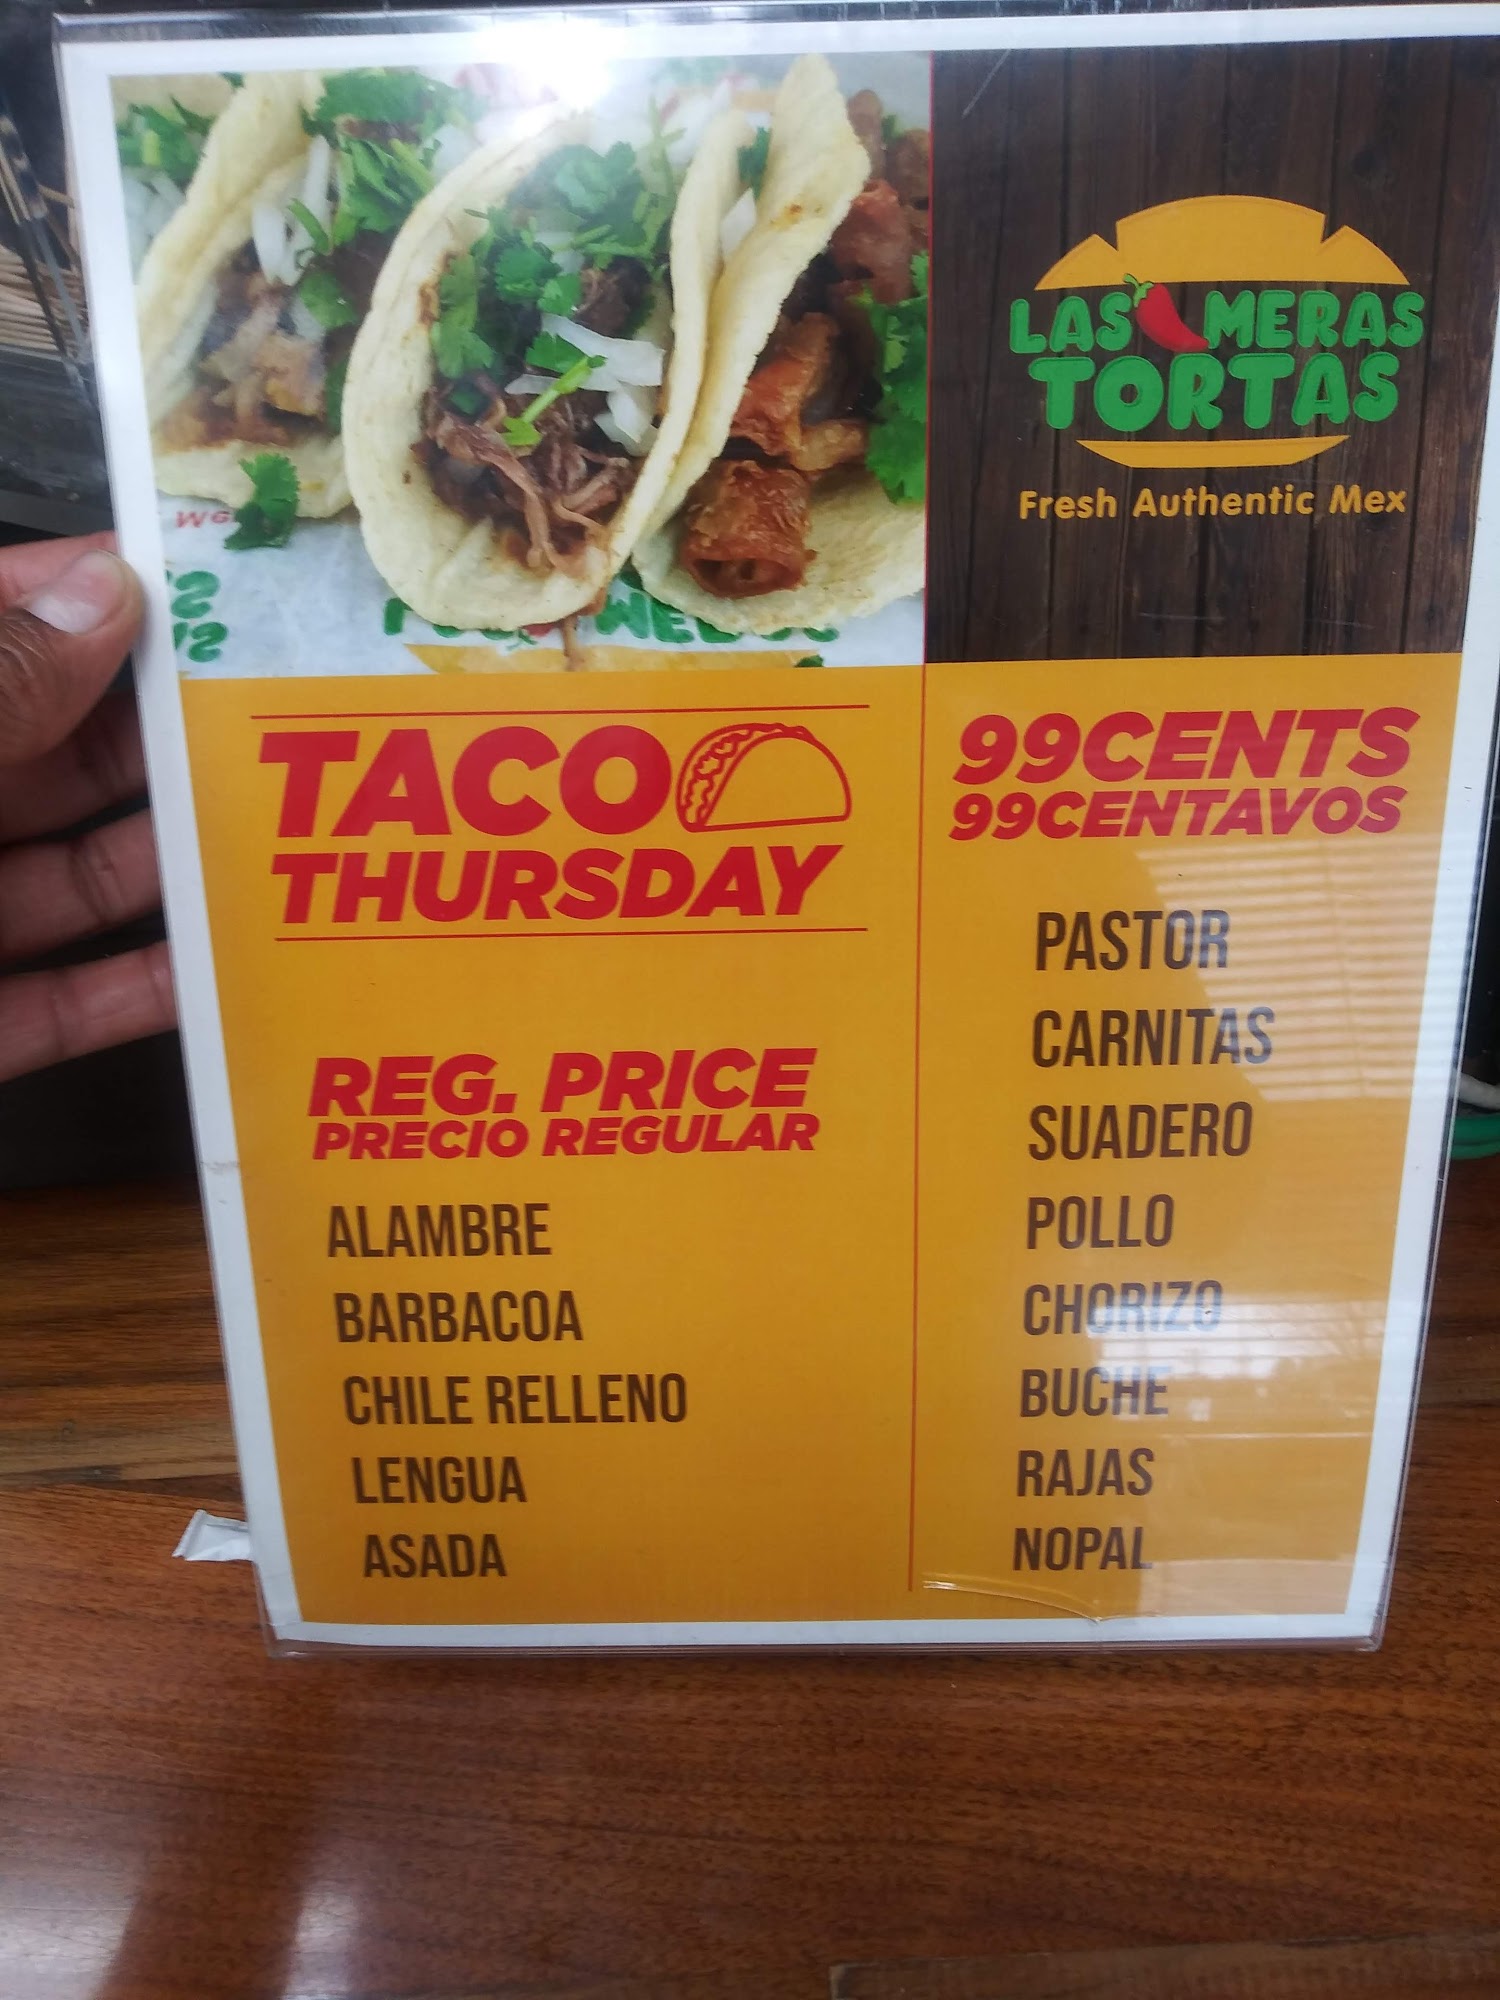 LAS MERAS
TORTAS
Fresh Authentic Mex
TACO
THURSDAY
REG. PRICE
PRECIO REGULAR
ALAMBRE
BARBACOA
CHILE RELLENO
LENGUA
ASADA
99CENTS
99CENTAVOS
PASTOR
CARNITAS
SUADERO
POLLO
CHORIZO
BUCHE
RAJAS
NOPAL